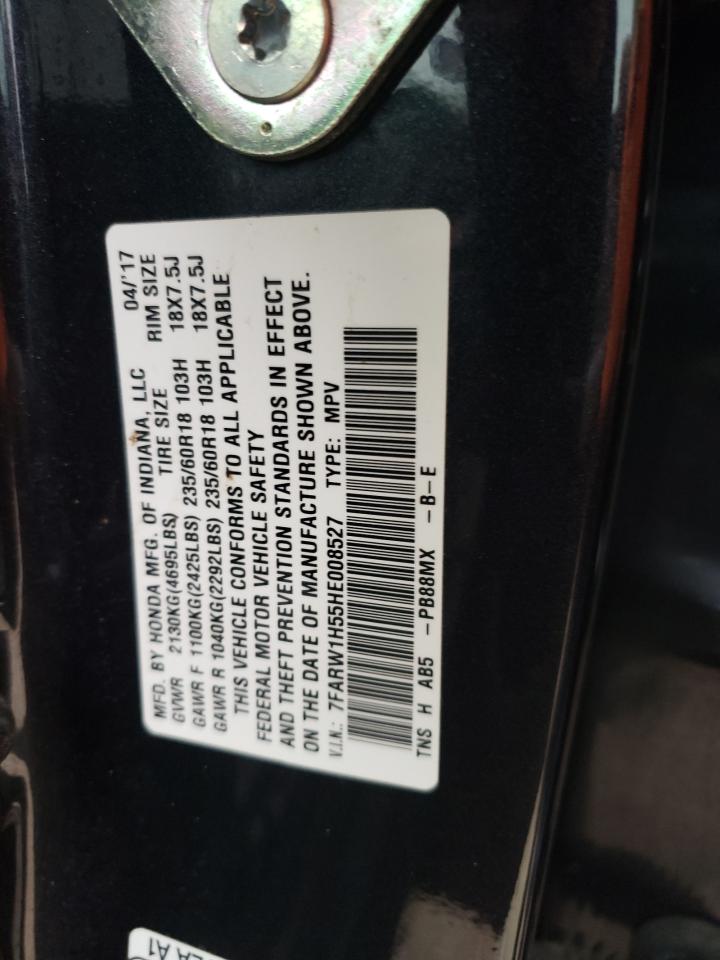 MFD. BY HONDA MFG. OF INDIANA, LLC 04/'17
GVWR 2130KG(4695LBS) TIRE SIZE RIM SIZE
GAWR F 1100KG(2425LBS) 235/60R18 103H 18X7.5J
GAWR R 1040KG(2292LBS) 235/60R18 103H 18X7.5J
THIS VEHICLE CONFORMS TO ALL APPLICABLE
FEDERAL MOTOR VEHICLE SAFETY
AND THEFT PREVENTION STANDARDS IN EFFECT
ON THE DATE OF MANUFACTURE SHOWN ABOVE.
V.I.N.: 7FARW1H55HE008527 TYPE: MPV
TNS H AB5 -PB88MX -B-E
A1